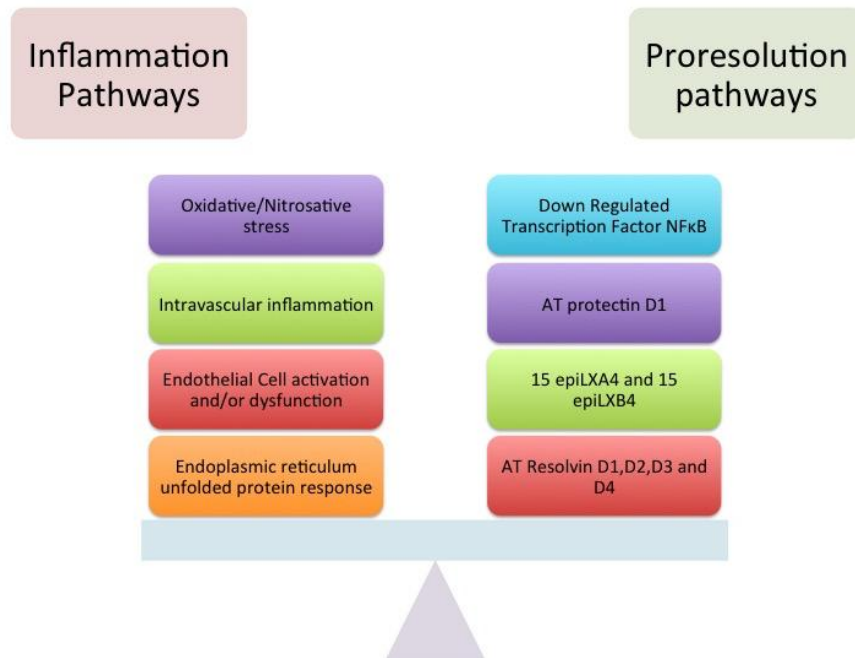 Inflammation
Pathways
Proresolution
pathways
Oxidative/Nitrosative
stress
Intravascular inflammation
Endothelial Cell activation
and/or dysfunction
Endoplasmic reticulum
unfolded protein response
Down Regulated
Transcription Factor NFκB
AT protectin D1
15 epiLXA4 and 15
epiLXB4
AT Resolvin D1,D2,D3 and
D4